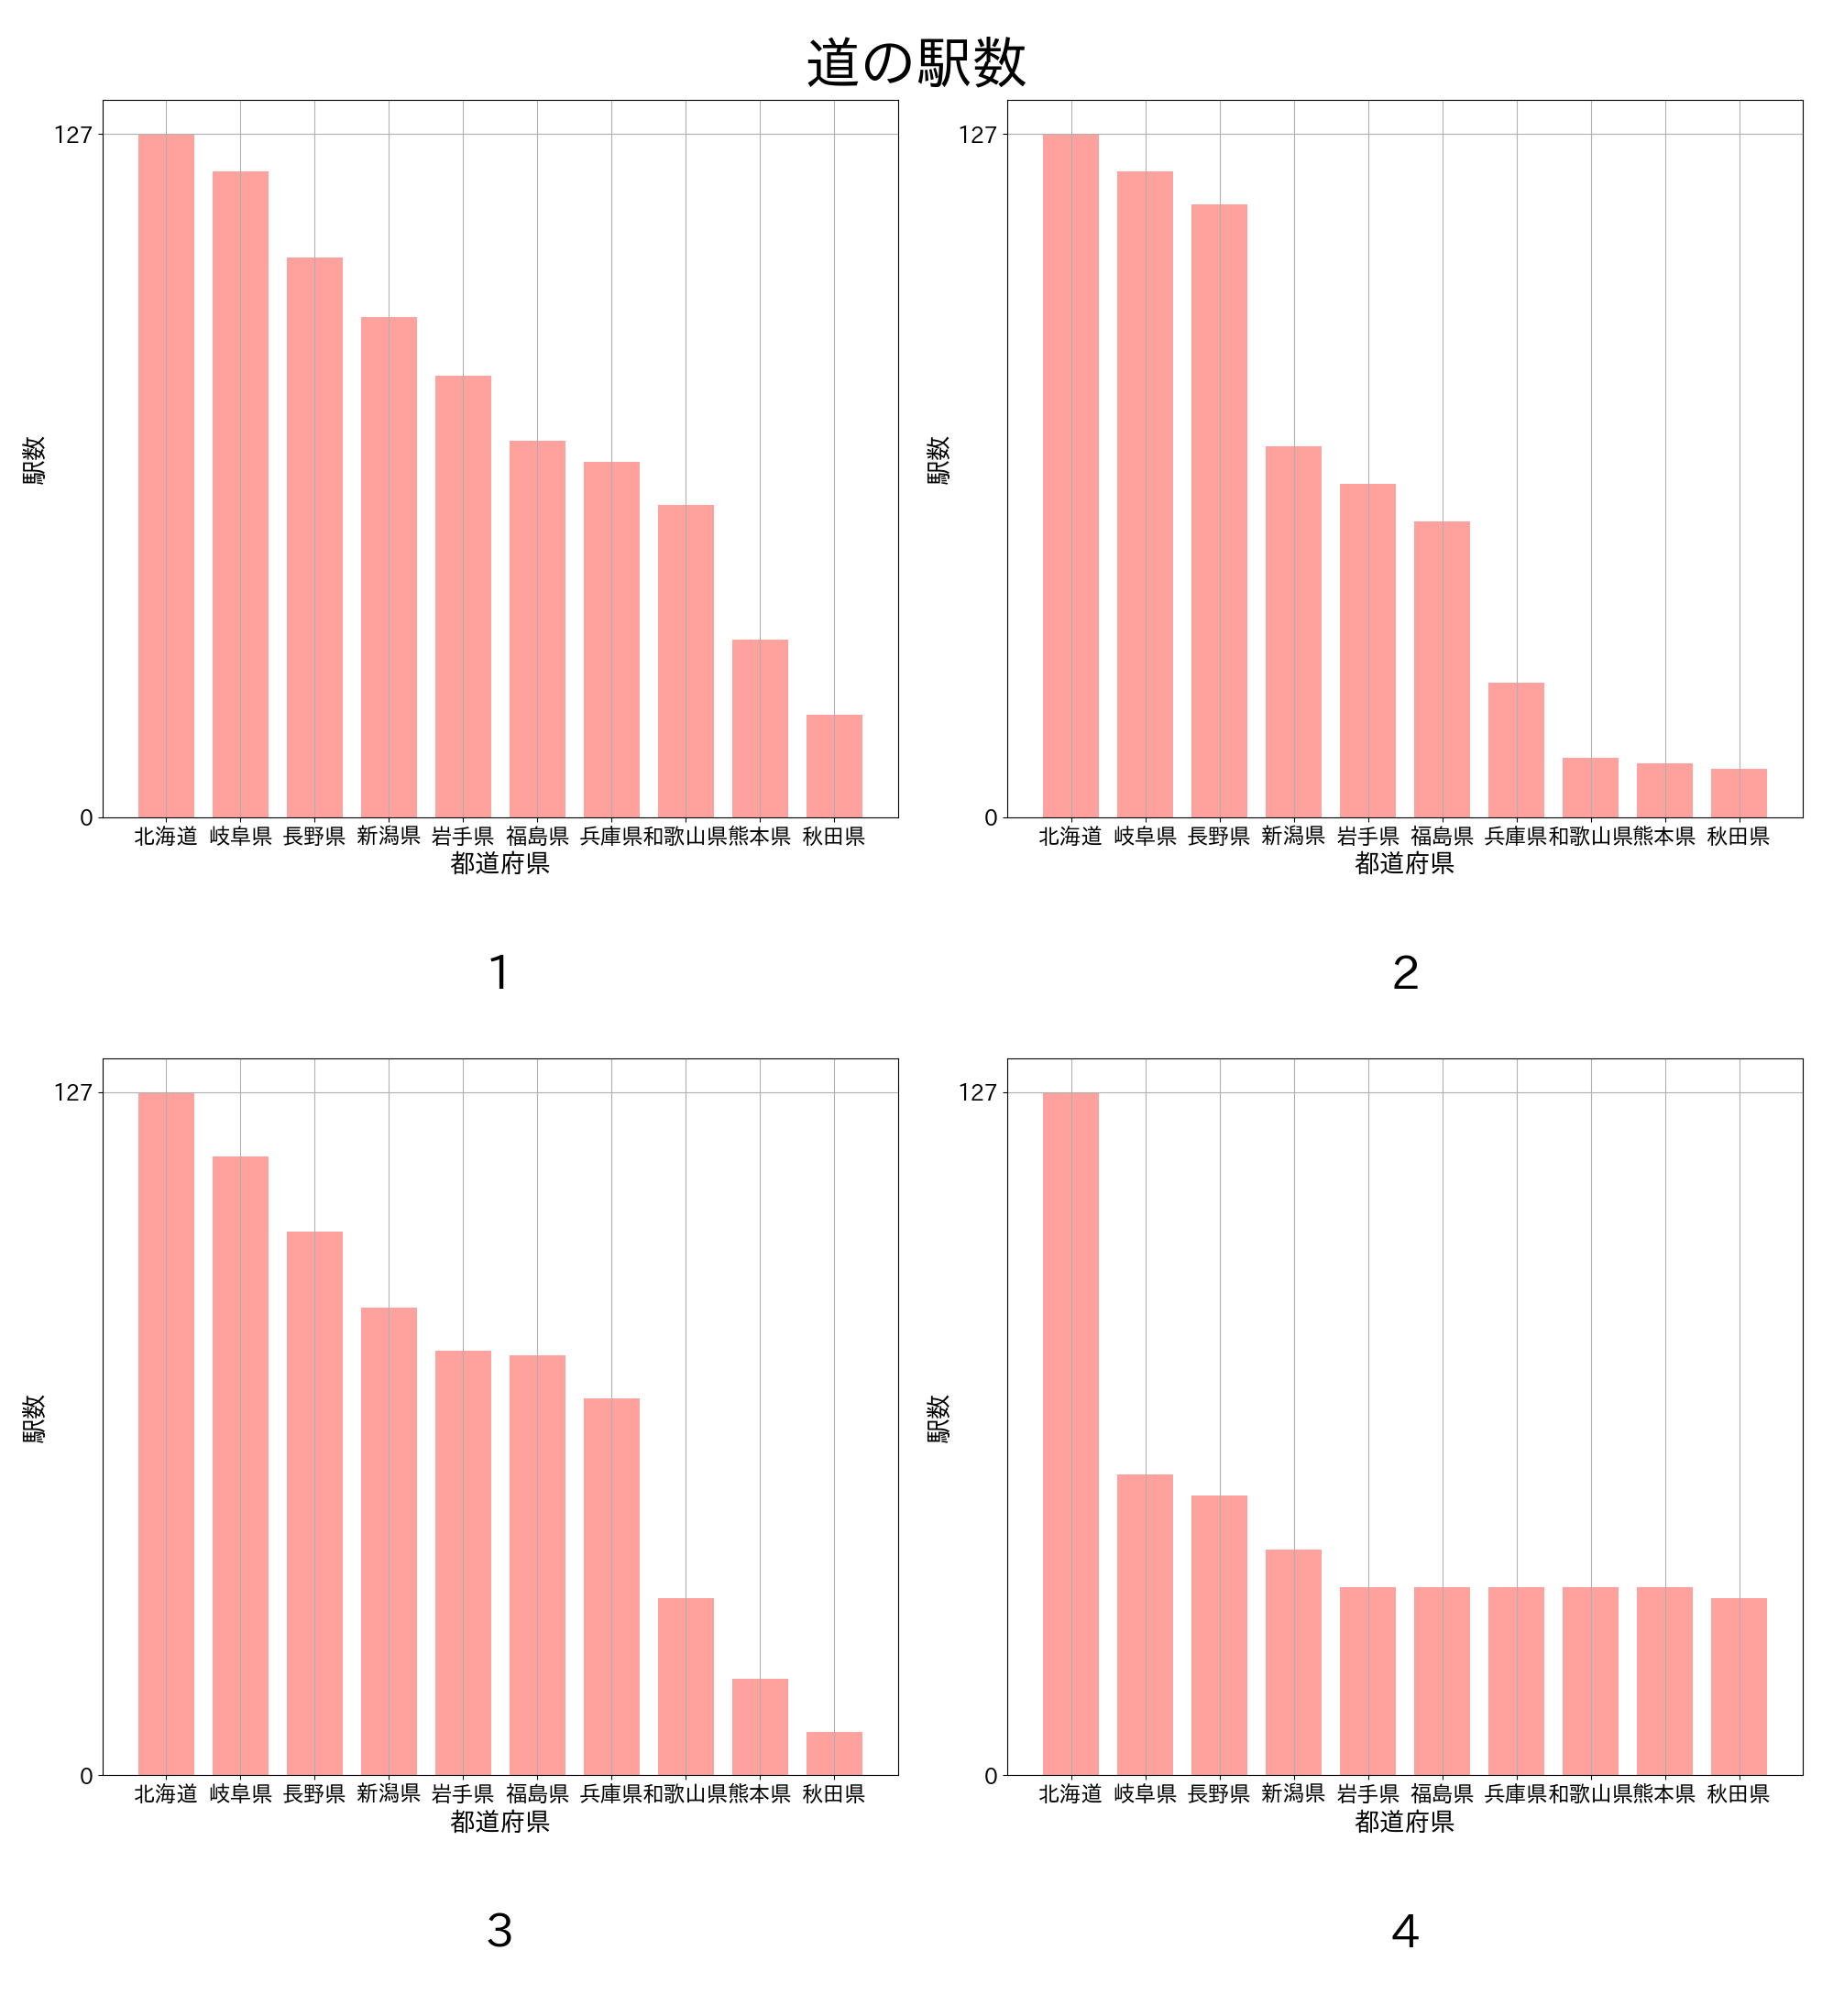 道の駅数
127
0
駅数
北海道 岐阜県 長野県 新潟県 岩手県 福島県 兵庫県 和歌山県 熊本県 秋田県
都道府県
1
127
0
駅数
北海道 岐阜県 長野県 新潟県 岩手県 福島県 兵庫県 和歌山県 熊本県 秋田県
都道府県
2
127
0
駅数
北海道 岐阜県 長野県 新潟県 岩手県 福島県 兵庫県 和歌山県 熊本県 秋田県
都道府県
3
127
0
駅数
北海道 岐阜県 長野県 新潟県 岩手県 福島県 兵庫県 和歌山県 熊本県 秋田県
都道府県
4